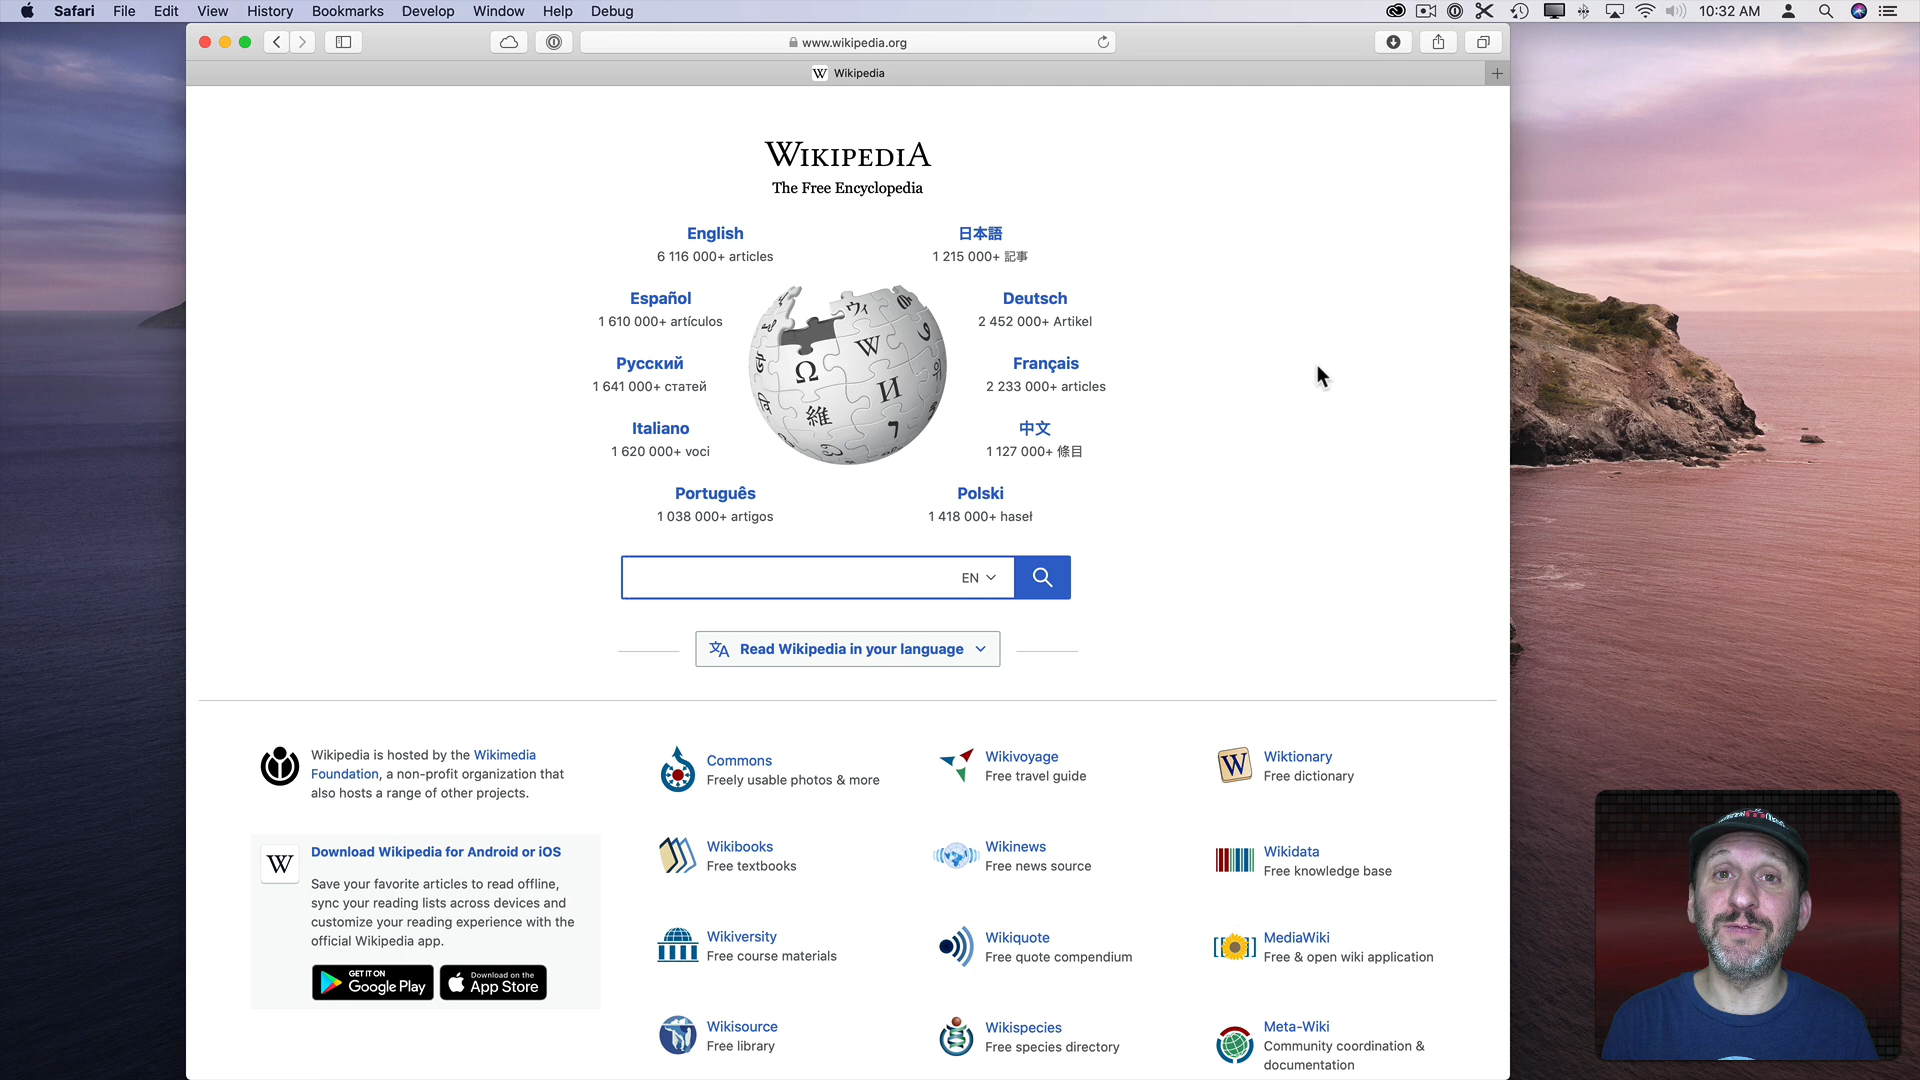 Safari File Edit View History Bookmarks Develop Window Help Debug 10:32 AM
www.wikipedia.org
W Wikipedia
WIKIPEDIA
The Free Encyclopedia
English
6 116 000+ articles
日本語
1 215 000+ 記事
Español
1 610 000+ artículos
Deutsch
2 452 000+ Artikel
Русский
1 641 000+ статей
Français
2 233 000+ articles
Italiano
1 620 000+ voci
中文
1 127 000+ 條目
Português
1 038 000+ artigos
Polski
1 418 000+ haseł
Ω W И 維 ウィ
EN
Read Wikipedia in your language
Wikipedia is hosted by the Wikimedia
Foundation, a non-profit organization that
also hosts a range of other projects.
W
Download Wikipedia for Android or iOS
Save your favorite articles to read offline,
sync your reading lists across devices and
customize your reading experience with the
official Wikipedia app.
GET IT ON
Google Play
Download on the
App Store
Commons
Freely usable photos & more
Wikivoyage
Free travel guide
W
Wiktionary
Free dictionary
Wikibooks
Free textbooks
Wikinews
Free news source
Wikidata
Free knowledge base
Wikiversity
Free course materials
Wikiquote
Free quote compendium
MediaWiki
Free & open wiki application
Wikisource
Free library
Wikispecies
Free species directory
Meta-Wiki
Community coordination &
documentation